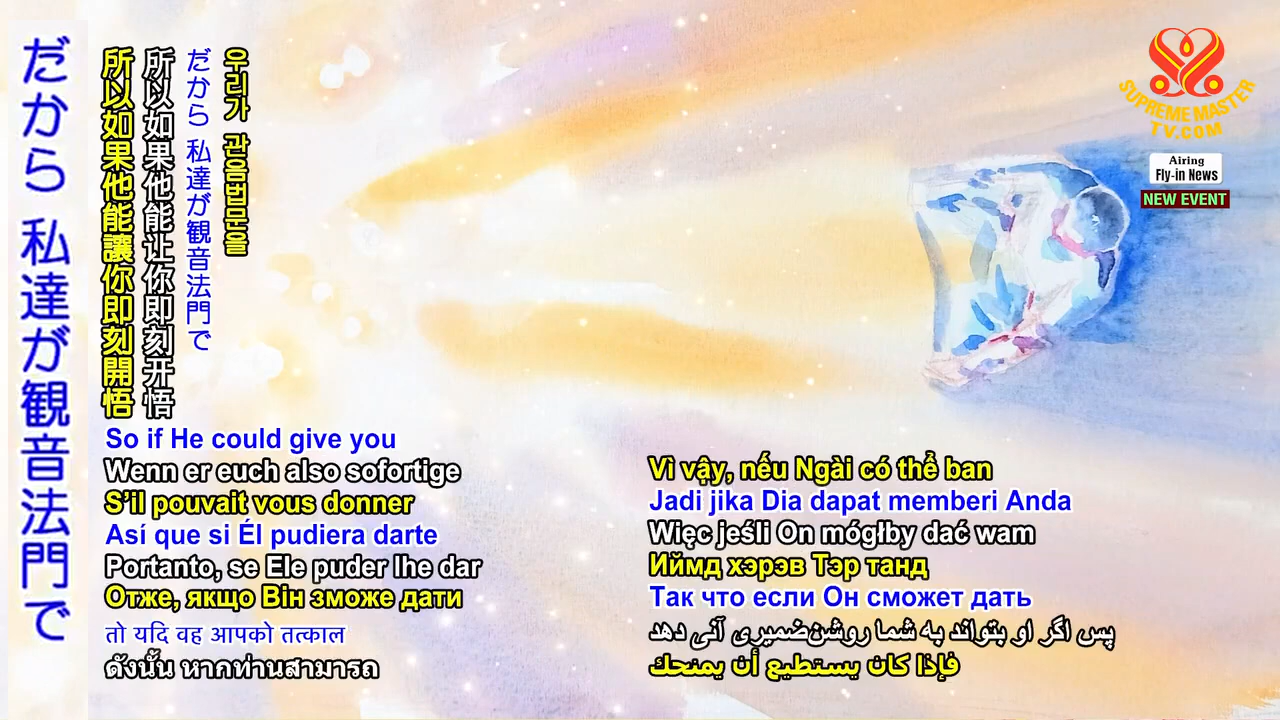 だから 私達が観音法門で
所以如果他能讓你即刻開悟
所以如果他能让你即刻开悟
だから 私達が観音法門で
우리가 관음법문을
So if He could give you
Wenn er euch also sofortige
S’il pouvait vous donner
Así que si Él pudiera darte
Portanto, se Ele puder lhe dar
Отже, якщо Він зможе дати
तो यदि वह आपको तत्काल
ดังนั้น หากท่านสามารถ
Vì vậy, nếu Ngài có thể ban
Jadi jika Dia dapat memberi Anda
Więc jeśli On mógłby dać wam
Иймд хэрэв Тэр танд
Так что если Он сможет дать
پس اگر او بتواند به شما روشن‌ضمیری آنی دهد
فإذا كان يستطيع أن يمنحك
SUPREME MASTER
TV.COM
Airing
Fly-in News
NEW EVENT